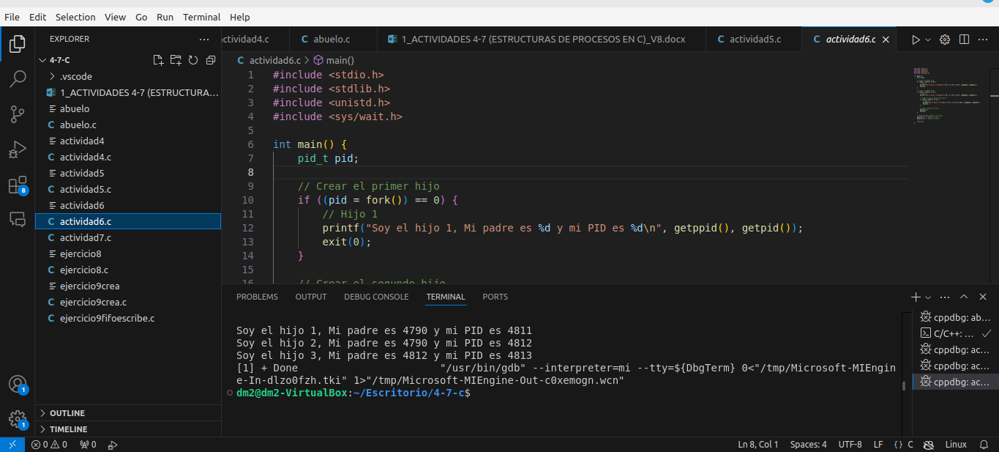 File Edit Selection View Go Run Terminal Help
EXPLORER
4-7-C
.vscode
1_ACTIVIDADES 4-7 (ESTRUCTURA...
abuelo
abuelo.c
actividad4
actividad4.c
actividad5
actividad5.c
actividad6
actividad6.c
actividad7.c
ejercicio8
ejercicio8.c
ejercicio9crea
ejercicio9crea.c
ejercicio9fifoescribe.c
OUTLINE
TIMELINE
8
1
1
ctividad4.c
abuelo.c
1_ACTIVIDADES 4-7 (ESTRUCTURAS DE PROCESOS EN C)_V8.docx
actividad5.c
actividad6.c
actividad6.c > main()
1 #include <stdio.h>
2 #include <stdlib.h>
3 #include <unistd.h>
4 #include <sys/wait.h>
5
6 int main() {
7 pid_t pid;
8
9 // Crear el primer hijo
10 if ((pid = fork()) == 0) {
11 // Hijo 1
12 printf("Soy el hijo 1, Mi padre es %d y mi PID es %d\n", getppid(), getpid());
13 exit(0);
14 }
15
16 // Crear el segundo hijo
PROBLEMS OUTPUT DEBUG CONSOLE TERMINAL PORTS
Soy el hijo 1, Mi padre es 4790 y mi PID es 4811
Soy el hijo 2, Mi padre es 4790 y mi PID es 4812
Soy el hijo 3, Mi padre es 4812 y mi PID es 4813
[1] + Done "/usr/bin/gdb" --interpreter=mi --tty=${DbgTerm} 0<"/tmp/Microsoft-MIEngin
e-In-dlzo0fzh.tki" 1>"/tmp/Microsoft-MIEngine-Out-c0xemogn.wcn"
dm2@dm2-VirtualBox:~/Escritorio/4-7-c$
cppdbg: ab...
C/C++: ...
cppdbg: ac...
cppdbg: ac...
cppdbg: ac...
0 0 0
Ln 8, Col 1 Spaces: 4 UTF-8 LF {} C Linux